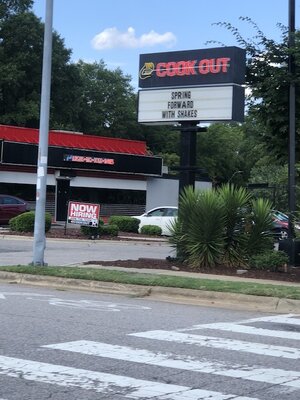 COOK OUT
SPRING
FORWARD
WITH SHAKES
NOW
HIRING